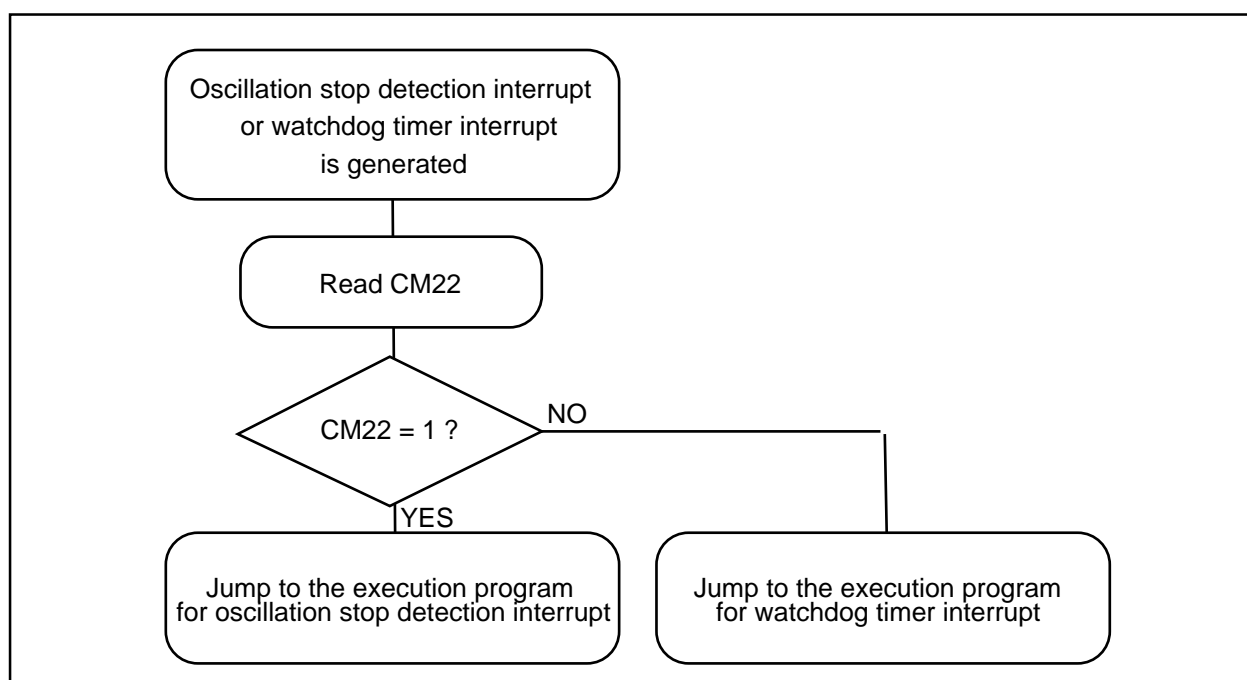 Oscillation stop detection interrupt
or watchdog timer interrupt
is generated
Read CM22
CM22 = 1 ?
NO
YES
Jump to the execution program
for oscillation stop detection interrupt
Jump to the execution program
for watchdog timer interrupt